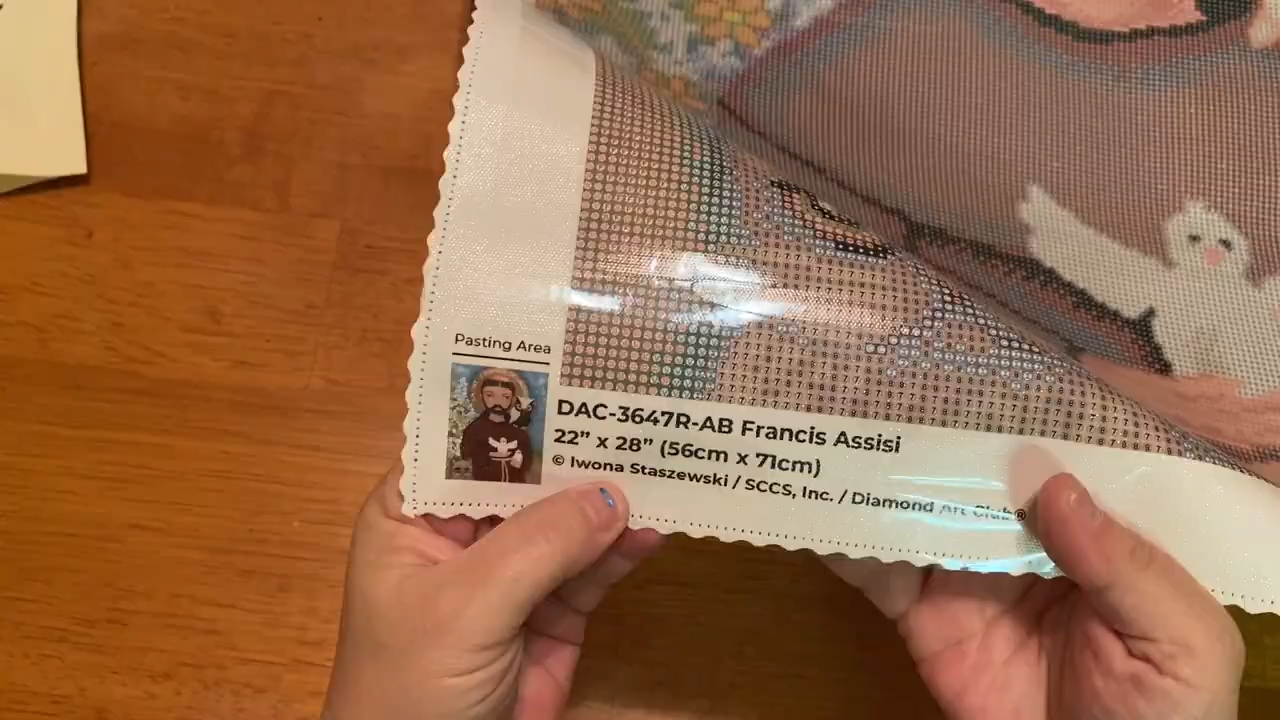 Pasting Area
DAC-3647R-AB Francis Assisi
22” x 28” (56cm x 71cm)
© Iwona Staszewski / SCCS, Inc. / Diamond Art Club®